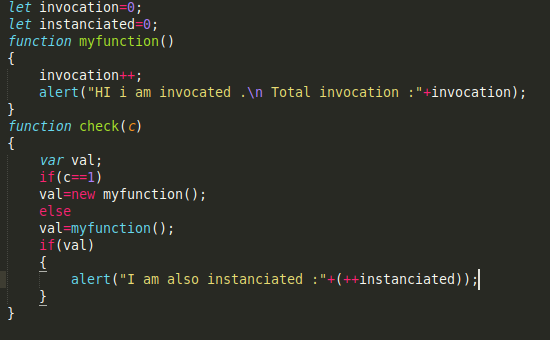 let invocation=0;
let instanciated=0;
function myfunction()
{
invocation++;
alert("HI i am invocated .\n Total invocation :"+invocation);
}
function check(c)
{
var val;
if(c==1)
val=new myfunction();
else
val=myfunction();
if(val)
{
alert("I am also instanciated :"+(++instanciated));
}
}